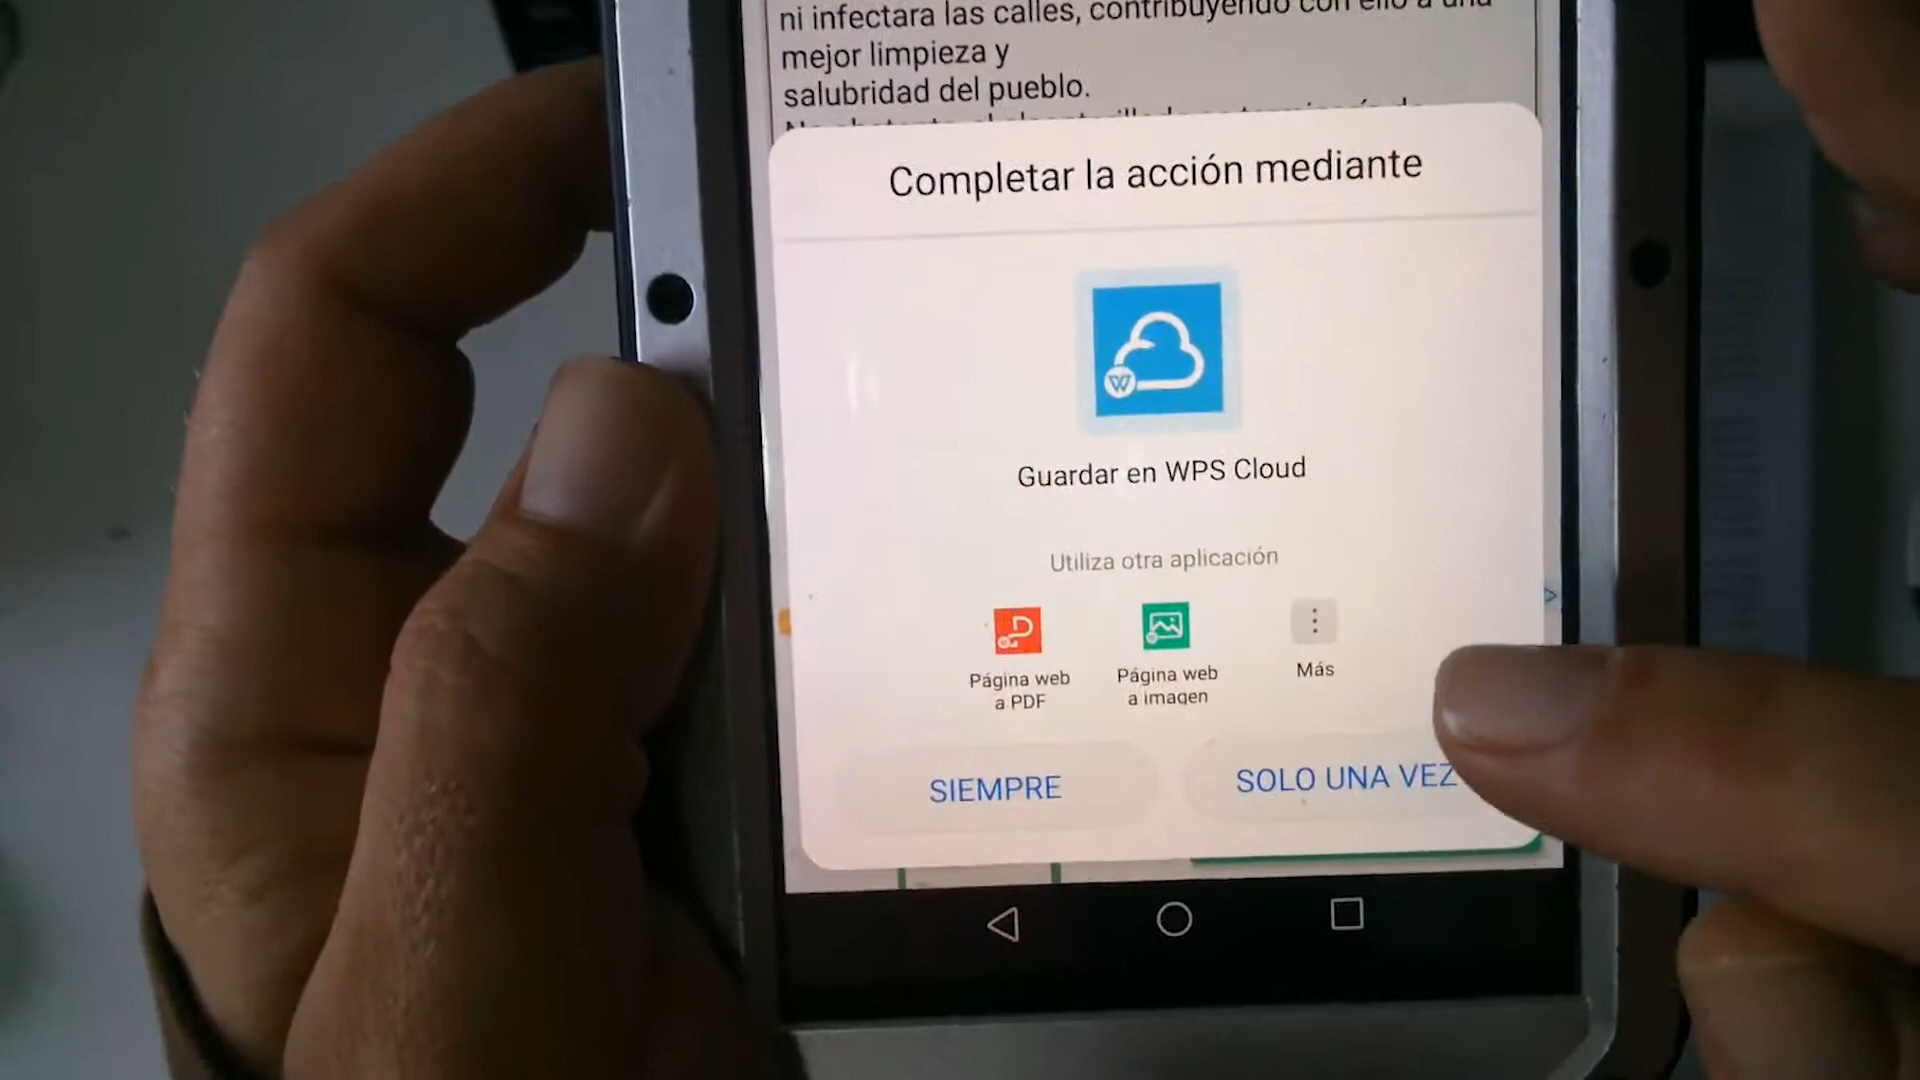 ni infectara las calles, contribuyendo con ello a una
mejor limpieza y
salubridad del pueblo.
Completar la acción mediante
W
Guardar en WPS Cloud
Utiliza otra aplicación
Página web
a PDF
Página web
a imagen
Más
SIEMPRE
SOLO UNA VEZ